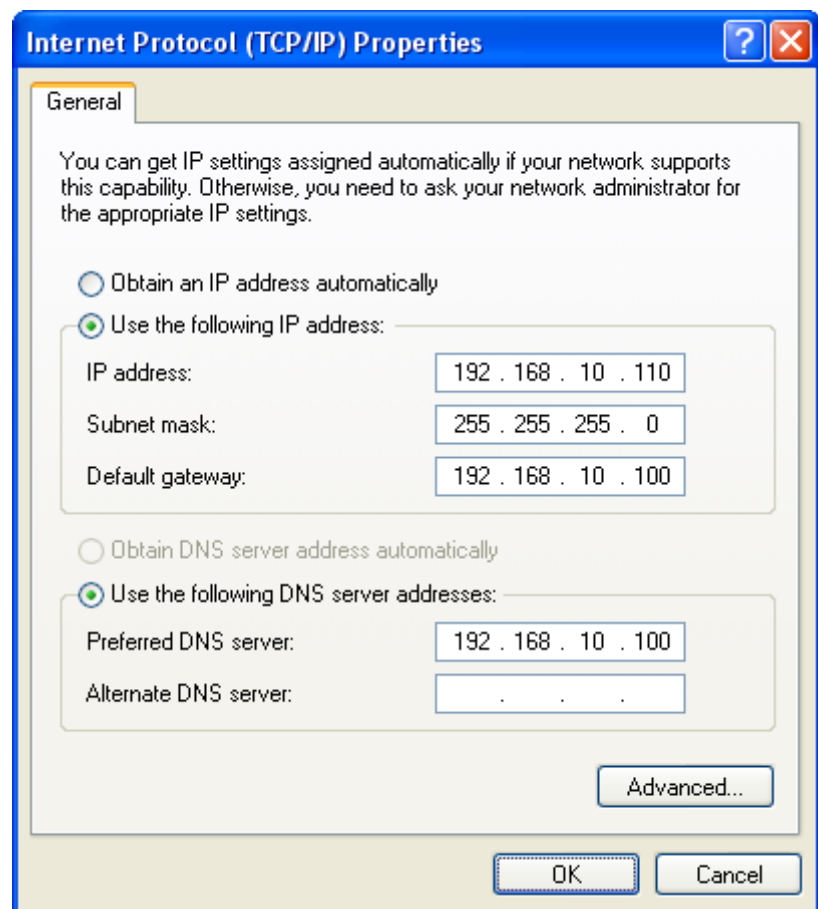 Internet Protocol (TCP/IP) Properties
?
General
You can get IP settings assigned automatically if your network supports
this capability. Otherwise, you need to ask your network administrator for
the appropriate IP settings.
Obtain an IP address automatically
Use the following IP address:
IP address: 192 . 168 . 10 . 110
Subnet mask: 255 . 255 . 255 . 0
Default gateway: 192 . 168 . 10 . 100
Obtain DNS server address automatically
Use the following DNS server addresses:
Preferred DNS server: 192 . 168 . 10 . 100
Alternate DNS server: . . .
Advanced...
OK Cancel